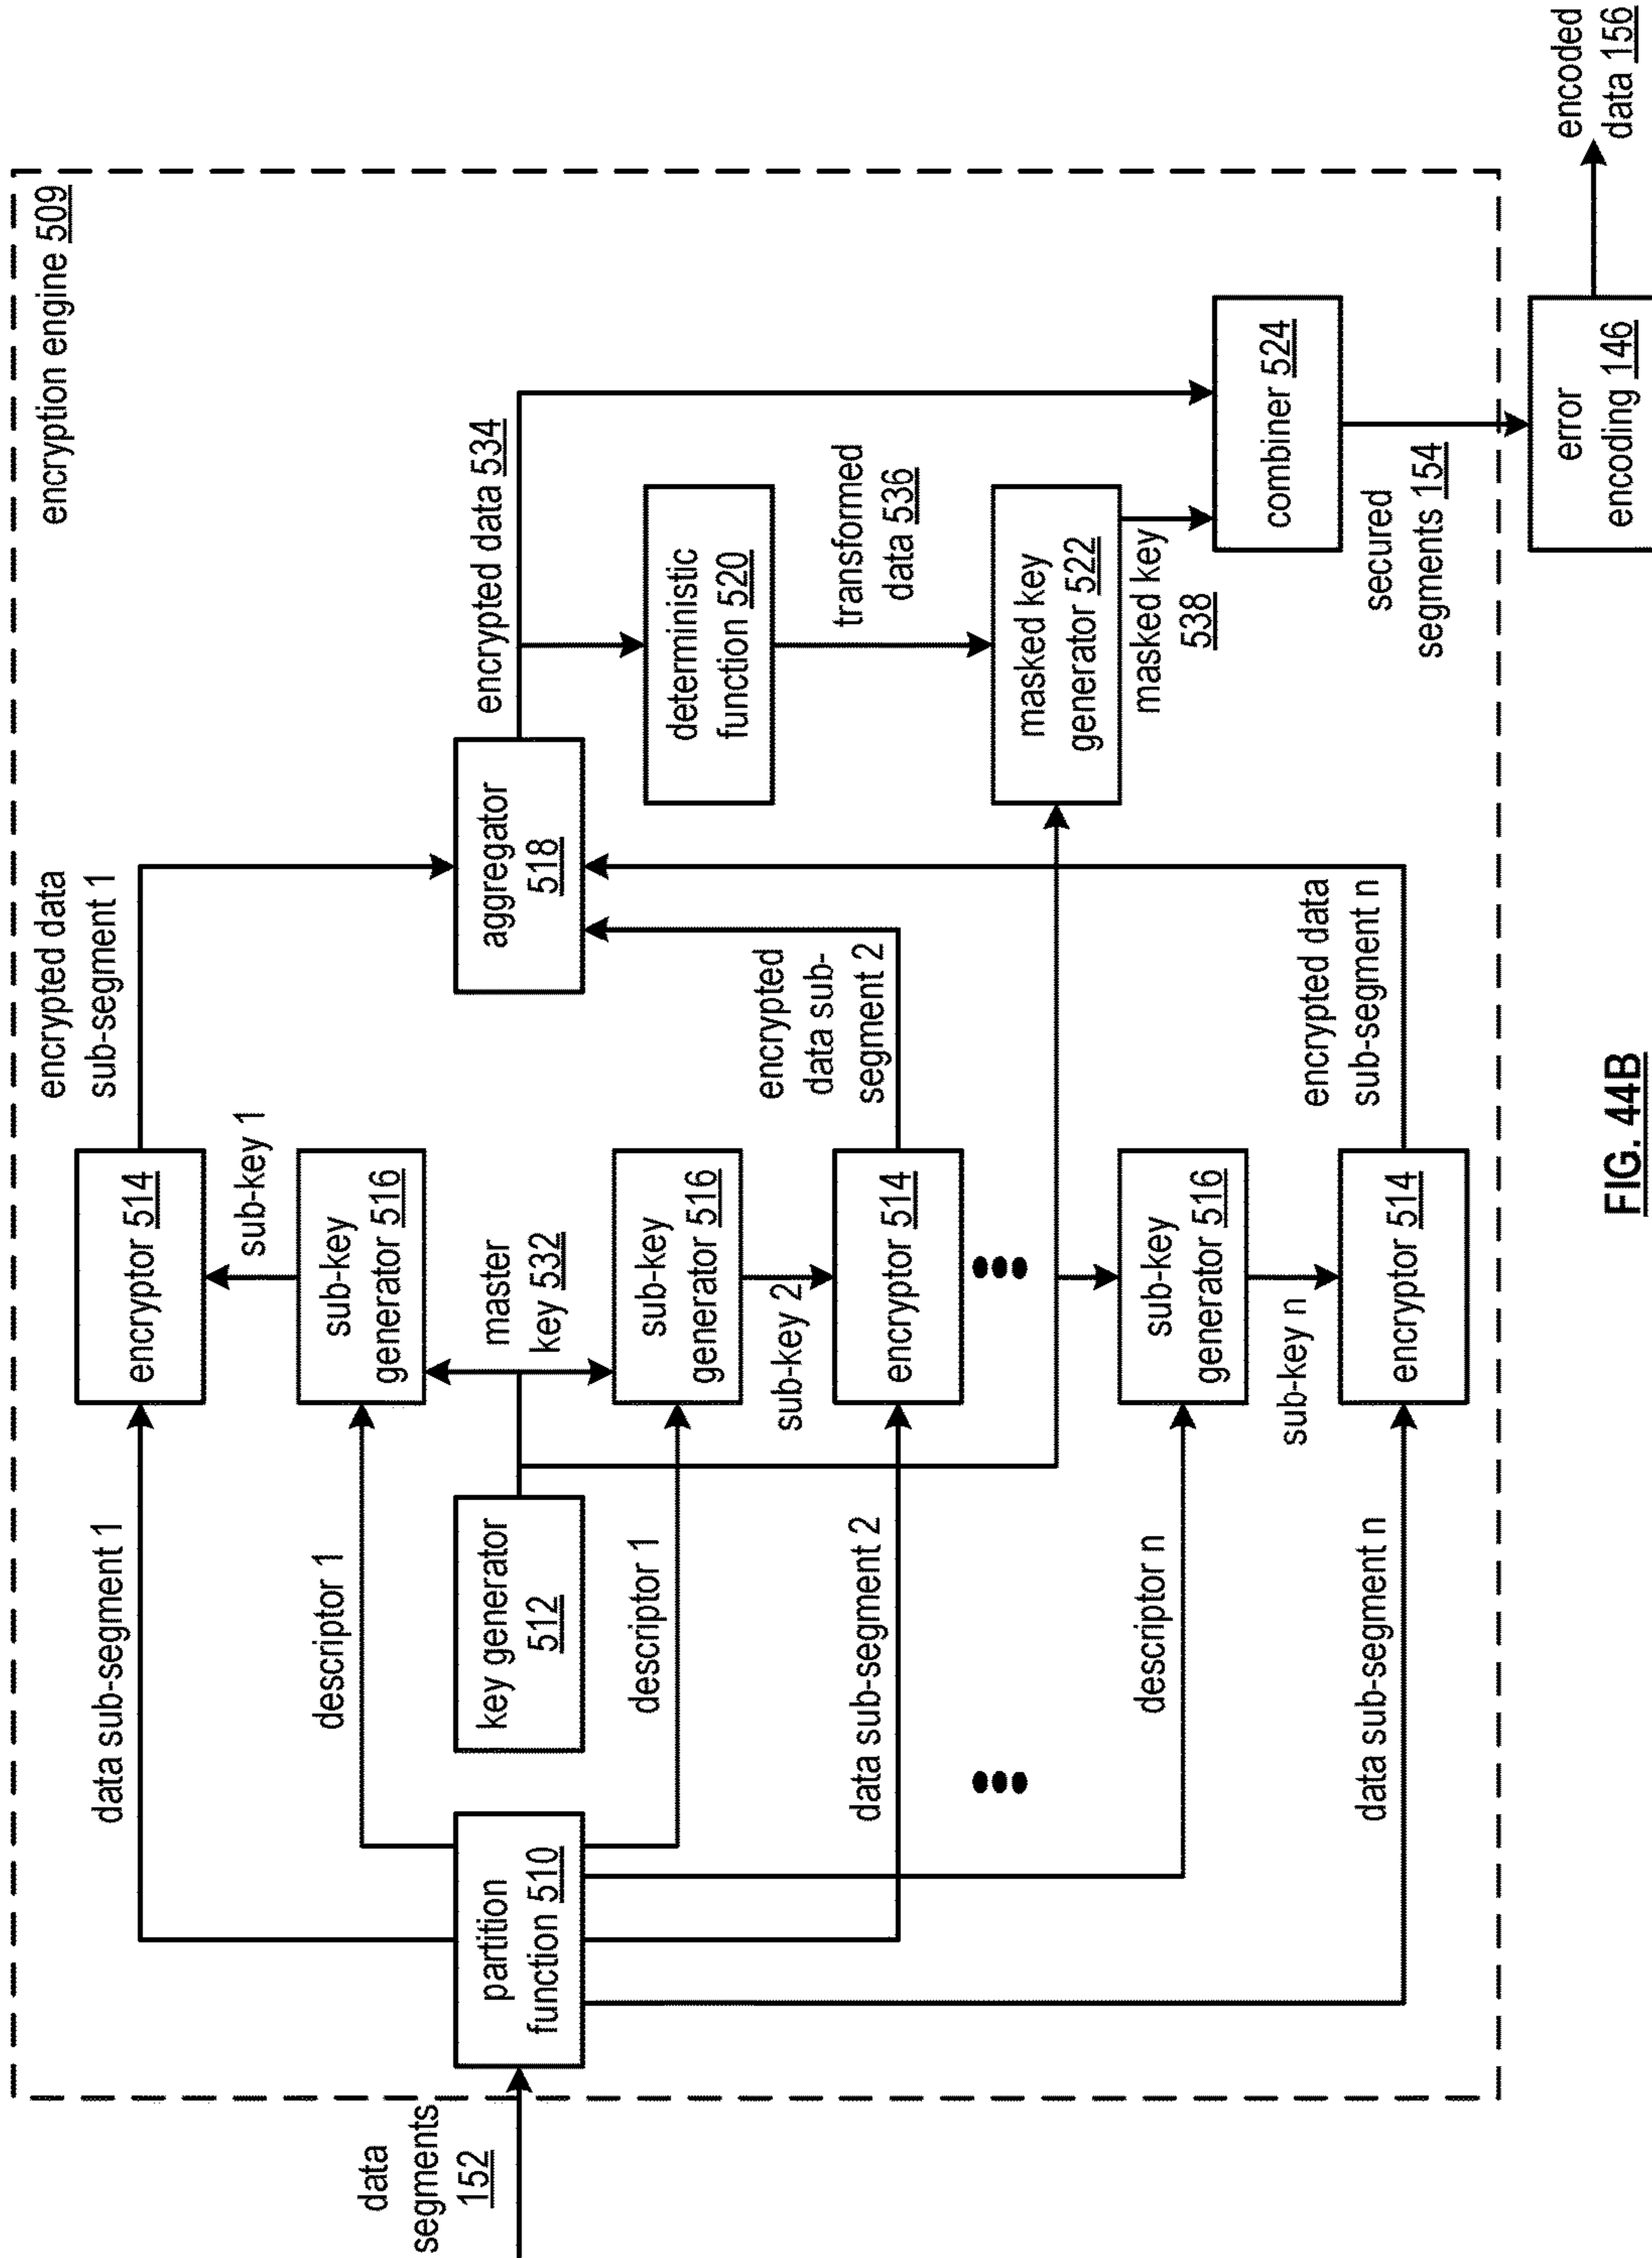 encryption engine 509
data
segments
152
partition
function 510
data sub-segment 1
descriptor 1
key generator
512
descriptor 1
data sub-segment 2
descriptor n
data sub-segment n
encryptor 514
sub-key 1
sub-key
generator 516
master
key 532
sub-key
generator 516
sub-key 2
encryptor 514
sub-key
generator 516
sub-key n
encryptor 514
encrypted data
sub-segment 1
aggregator
518
encrypted
data sub-
segment 2
encrypted data
sub-segment n
encrypted data 534
deterministic
function 520
transformed
data 536
masked key
generator 522
masked key
538
combiner 524
secured
segments 154
error
encoding 146
encoded
data 156
FIG. 44B